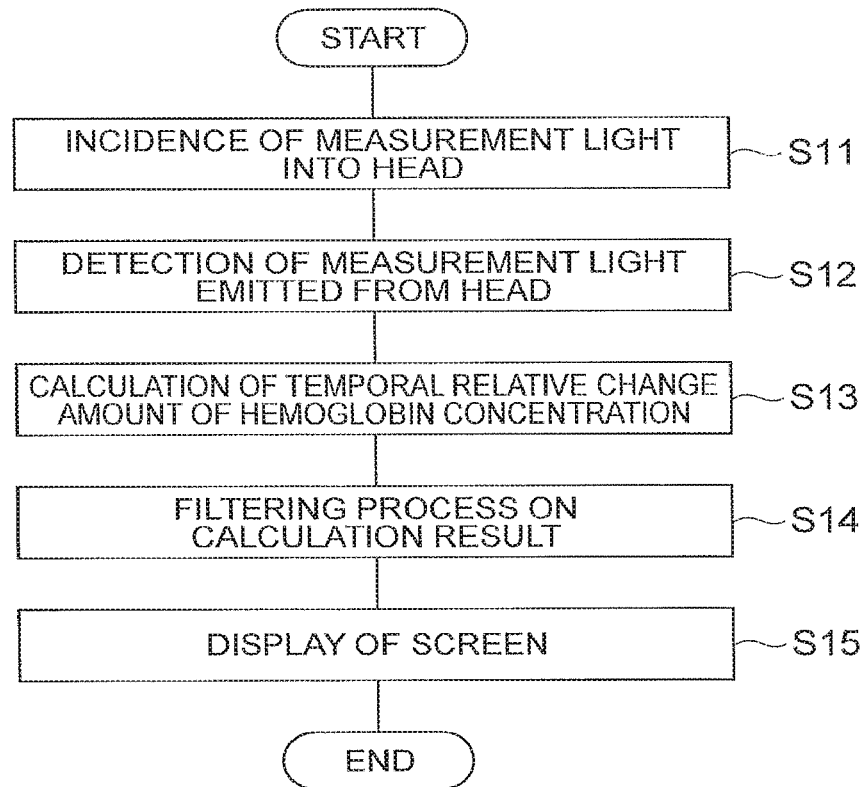 START
INCIDENCE OF MEASUREMENT LIGHT
INTO HEAD
S11
DETECTION OF MEASUREMENT LIGHT
EMITTED FROM HEAD
S12
CALCULATION OF TEMPORAL RELATIVE CHANGE
AMOUNT OF HEMOGLOBIN CONCENTRATION
S13
FILTERING PROCESS ON
CALCULATION RESULT
S14
DISPLAY OF SCREEN
S15
END